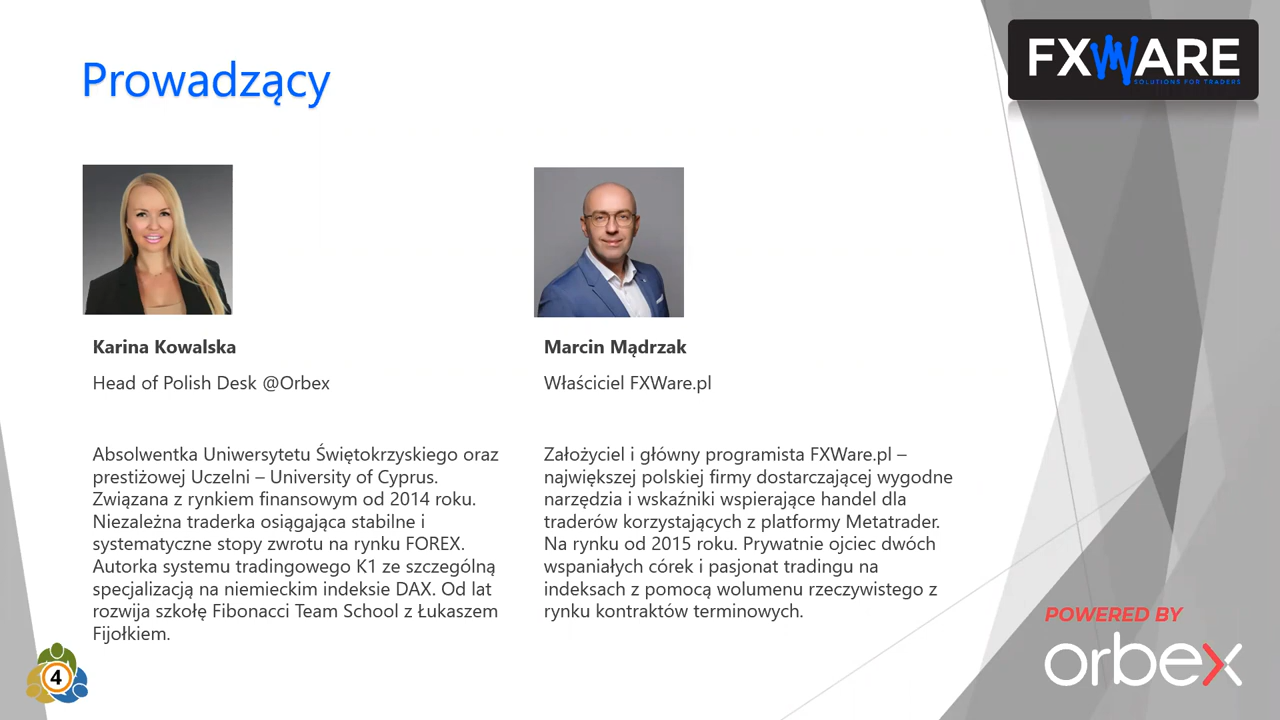 Prowadzący
FXWARE
SOLUTIONS FOR TRADERS
Karina Kowalska
Head of Polish Desk @Orbex
Absolwentka Uniwersytetu Świętokrzyskiego oraz
prestiżowej Uczelni – University of Cyprus.
Związana z rynkiem finansowym od 2014 roku.
Niezależna traderka osiągająca stabilne i
systematyczne stopy zwrotu na rynku FOREX.
Autorka systemu tradingowego K1 ze szczególną
specjalizacją na niemieckim indeksie DAX. Od lat
rozwija szkołę Fibonacci Team School z Łukaszem
Fijołkiem.
Marcin Mądrzak
Właściciel FXWare.pl
Założyciel i główny programista FXWare.pl –
największej polskiej firmy dostarczającej wygodne
narzędzia i wskaźniki wspierające handel dla
traderów korzystających z platformy Metatrader.
Na rynku od 2015 roku. Prywatnie ojciec dwóch
wspaniałych córek i pasjonat tradingu na
indeksach z pomocą wolumenu rzeczywistego z
rynku kontraktów terminowych.
4
POWERED BY
orbex